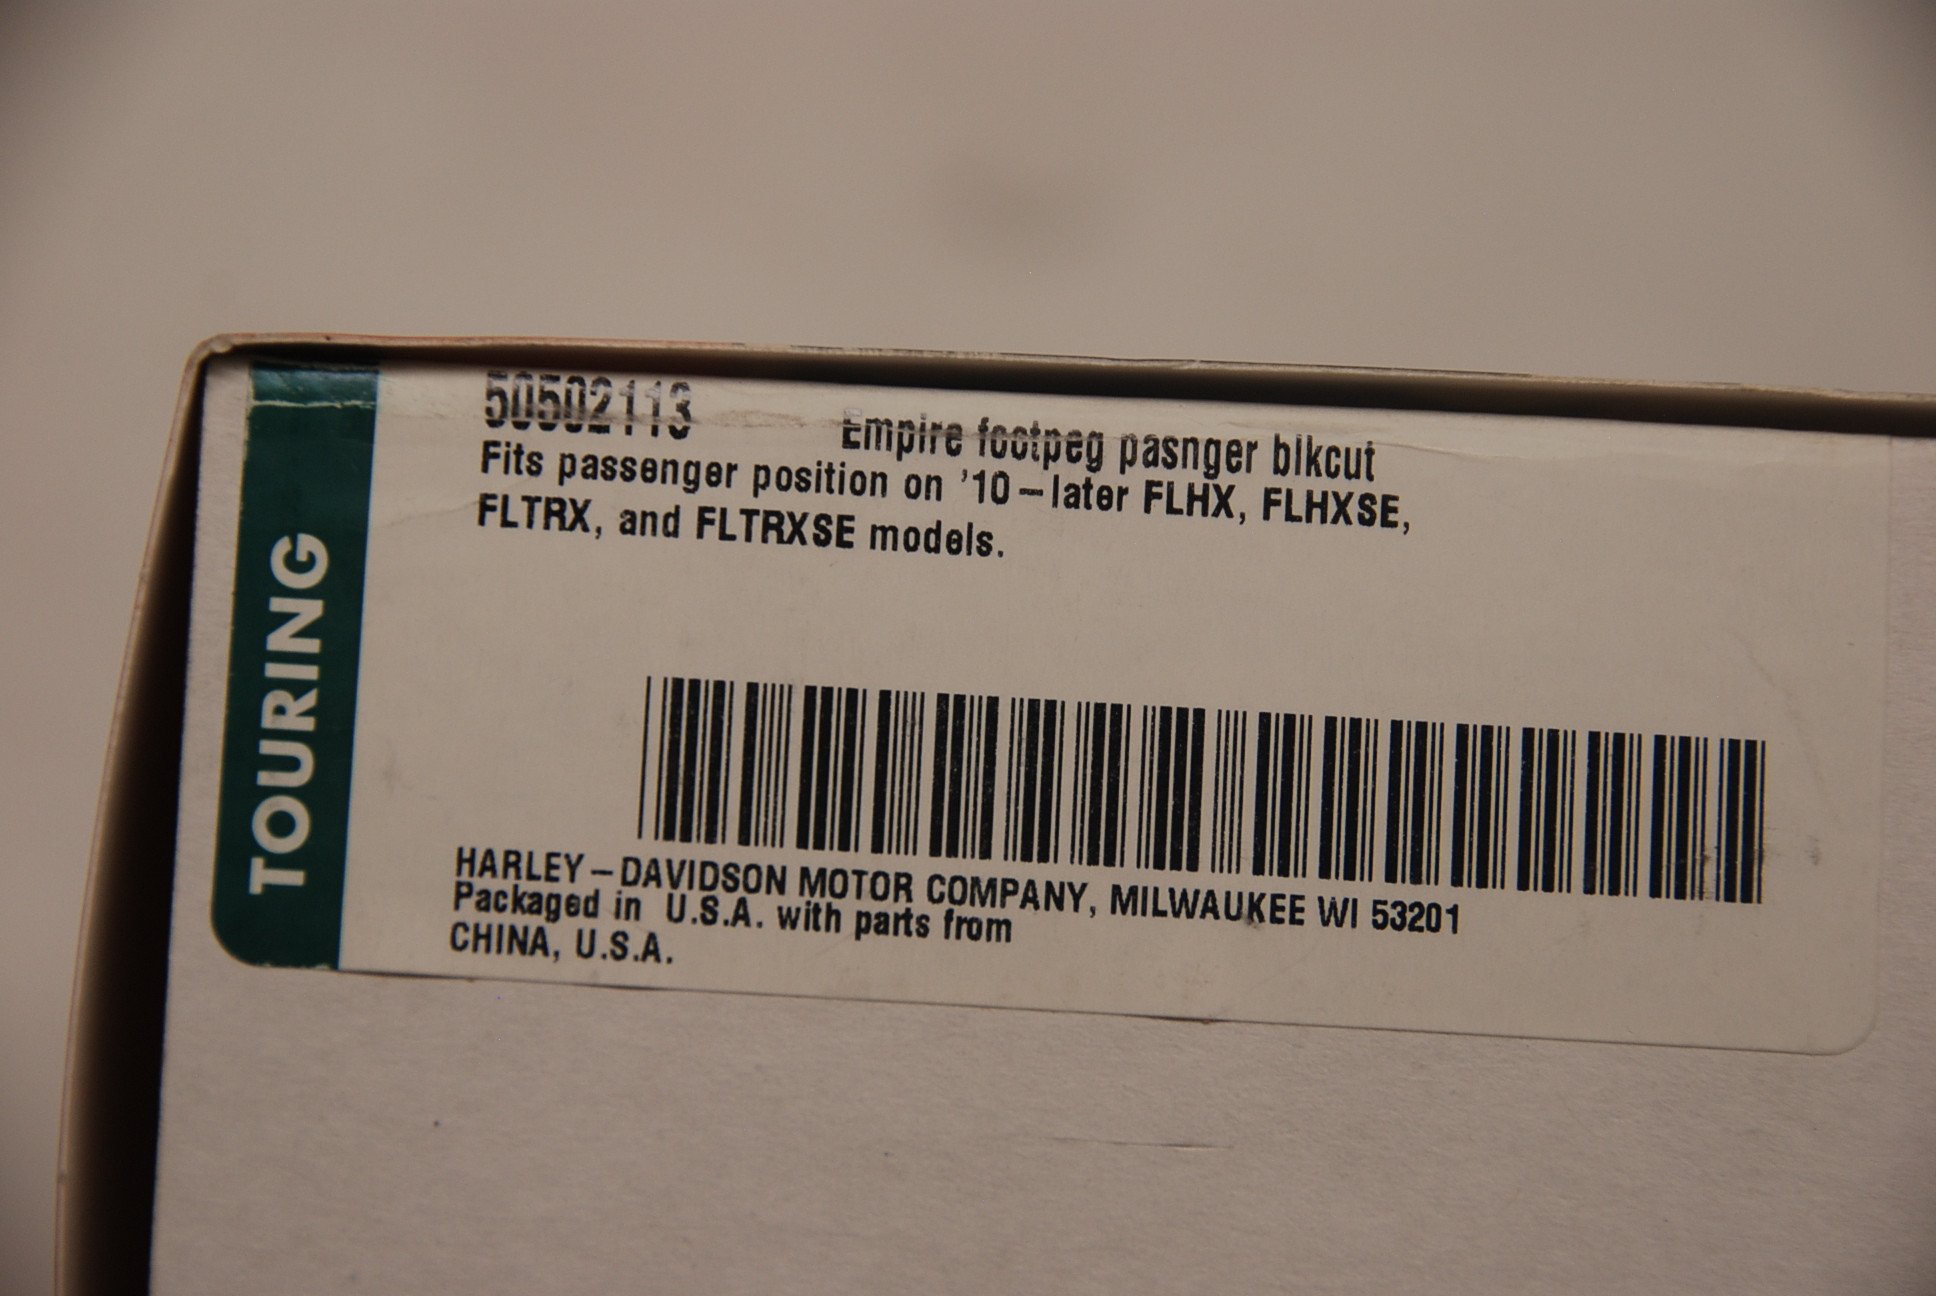 TOURING
50502113 Empire footpeg pasnger blkcut
Fits passenger position on '10-later FLHX, FLHXSE,
FLTRX, and FLTRXSE models.
HARLEY-DAVIDSON MOTOR COMPANY, MILWAUKEE WI 53201
Packaged in U.S.A. with parts from
CHINA, U.S.A.